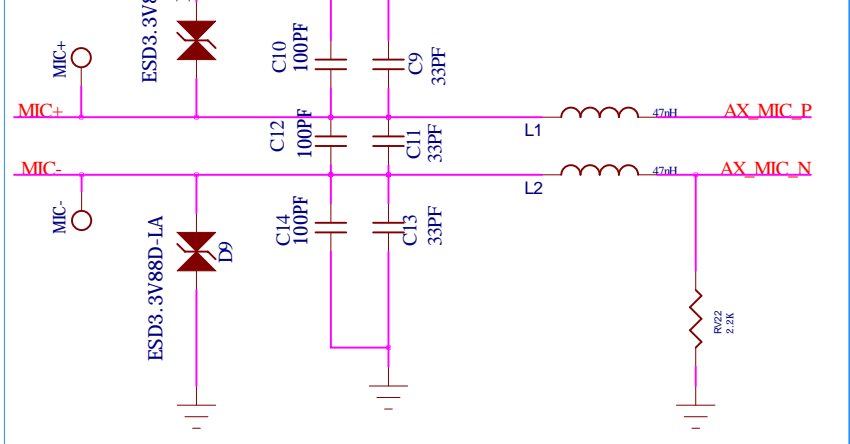 ESD3.3V8
MIC+
C10
100PF
C9
33PF
MIC+
C12
100PF
C11
33PF
L1
47nH
AX_MIC_P
MIC-
L2
47nH
AX_MIC_N
MIC-
ESD3.3V88D-LA
D9
C14
100PF
C13
33PF
RV22
2.2K